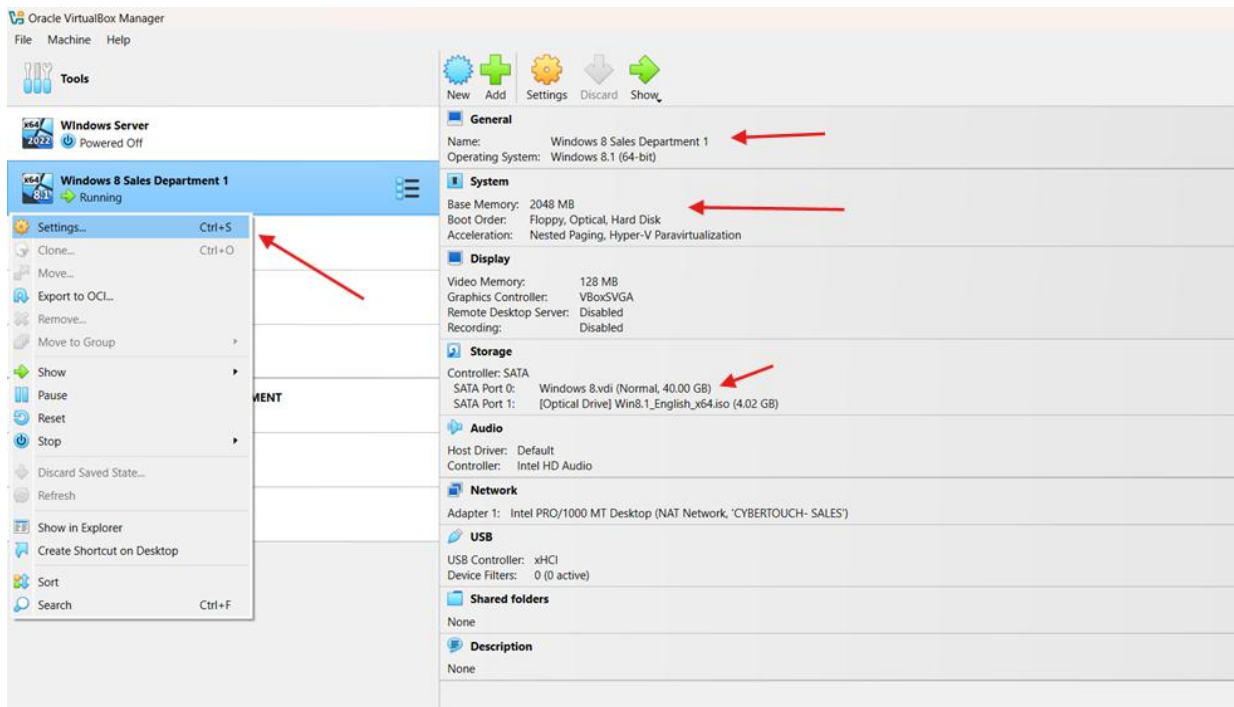 Oracle VirtualBox Manager
File Machine Help
Tools
New Add Settings Discard Show
x64 2022
Windows Server
Powered Off
x64 8.1
Windows 8 Sales Department 1
Running
Settings... Ctrl+S
Clone... Ctrl+O
Move...
Export to OCI...
Remove...
Move to Group
Show
Pause
MENT
Reset
Stop
Discard Saved State...
Refresh
Show in Explorer
Create Shortcut on Desktop
Sort
Search Ctrl+F
General
Name: Windows 8 Sales Department 1
Operating System: Windows 8.1 (64-bit)
System
Base Memory: 2048 MB
Boot Order: Floppy, Optical, Hard Disk
Acceleration: Nested Paging, Hyper-V Paravirtualization
Display
Video Memory: 128 MB
Graphics Controller: VBoxSVGA
Remote Desktop Server: Disabled
Recording: Disabled
Storage
Controller: SATA
SATA Port 0: Windows 8.vdi (Normal, 40.00 GB)
SATA Port 1: [Optical Drive] Win8.1_English_x64.iso (4.02 GB)
Audio
Host Driver: Default
Controller: Intel HD Audio
Network
Adapter 1: Intel PRO/1000 MT Desktop (NAT Network, 'CYBERTOUCH- SALES')
USB
USB Controller: xHCI
Device Filters: 0 (0 active)
Shared folders
None
Description
None